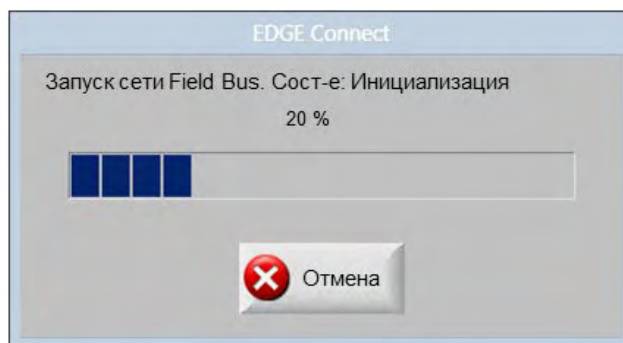 EDGE Connect
Запуск сети Field Bus. Сост-е: Инициализация
20 %
Отмена